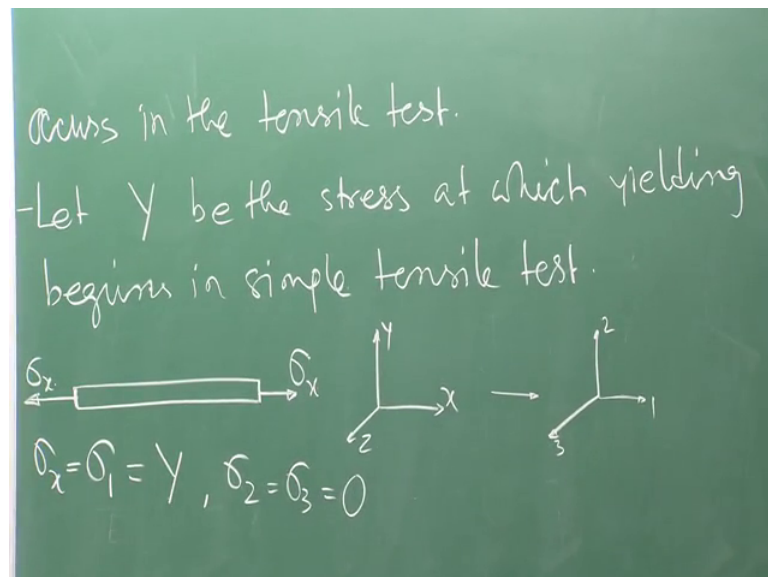 occurs in the tensile test.
-Let Y be the stress at which yielding
begins in simple tensile test.
σx σx y x z → 2 1 3
σx = σ1 = Y, σ2 = σ3 = 0